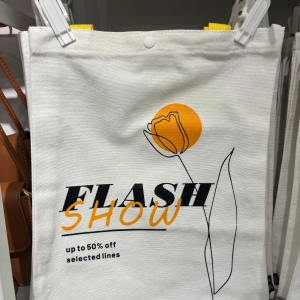 FLASH
SHOW
up to 50% off
selected lines